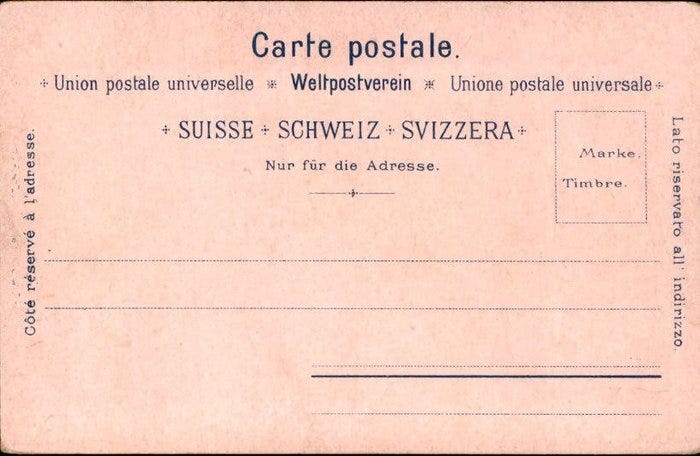 Carte postale.
Union postale universelle ⁜ Weltpostverein ⁜ Unione postale universale
SUISSE ⁘ SCHWEIZ ⁘ SVIZZERA
Nur für die Adresse.
Marke.
Timbre.
Côté réservé à l'adresse.
Lato riservato all' indirizzo.